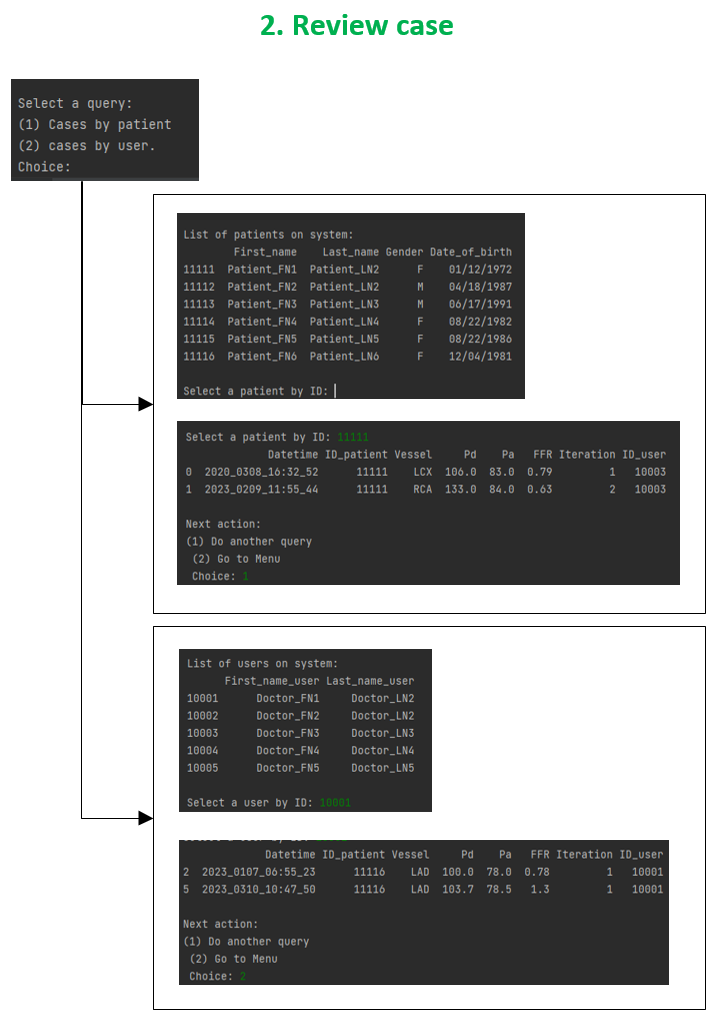 2. Review case
Select a query:
(1) Cases by patient
(2) cases by user.
Choice:
List of patients on system:
First_name Last_name Gender Date_of_birth
11111 Patient_FN1 Patient_LN2 F 01/12/1972
11112 Patient_FN2 Patient_LN2 M 04/18/1987
11113 Patient_FN3 Patient_LN3 M 06/17/1991
11114 Patient_FN4 Patient_LN4 F 08/22/1982
11115 Patient_FN5 Patient_LN5 F 08/22/1986
11116 Patient_FN6 Patient_LN6 F 12/04/1981
Select a patient by ID:
Select a patient by ID: 11111
Datetime ID_patient Vessel Pd Pa FFR Iteration ID_user
0 2020_0308_16:32_52 11111 LCX 106.0 83.0 0.79 1 10003
1 2023_0209_11:55_44 11111 RCA 133.0 84.0 0.63 2 10003
Next action:
(1) Do another query
(2) Go to Menu
Choice: 1
List of users on system:
First_name_user Last_name_user
10001 Doctor_FN1 Doctor_LN2
10002 Doctor_FN2 Doctor_LN2
10003 Doctor_FN3 Doctor_LN3
10004 Doctor_FN4 Doctor_LN4
10005 Doctor_FN5 Doctor_LN5
Select a user by ID: 10001
Datetime ID_patient Vessel Pd Pa FFR Iteration ID_user
2 2023_0107_06:55_23 11116 LAD 100.0 78.0 0.78 1 10001
5 2023_0310_10:47_50 11116 LAD 103.7 78.5 1.3 1 10001
Next action:
(1) Do another query
(2) Go to Menu
Choice: 2